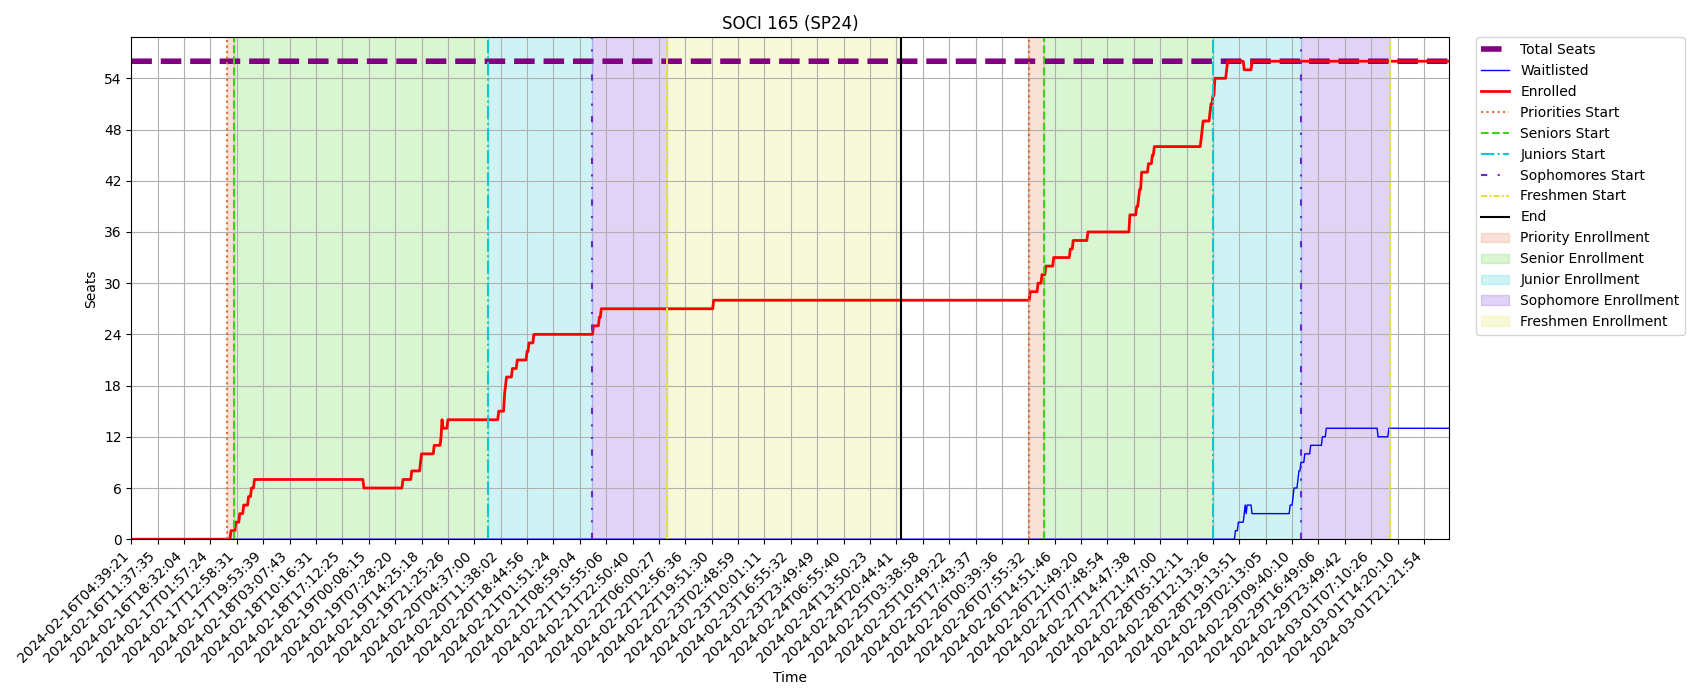 SOCI 165 (SP24)
Seats
54
48
42
36
30
24
18
12
6
0
2024-02-16T04:39:21
2024-02-16T11:37:35
2024-02-16T18:32:04
2024-02-17T01:57:24
2024-02-17T12:58:31
2024-02-17T19:53:39
2024-02-18T03:07:43
2024-02-18T10:16:31
2024-02-18T17:12:25
2024-02-19T00:08:15
2024-02-19T07:28:20
2024-02-19T14:25:18
2024-02-19T21:25:26
2024-02-20T04:37:00
2024-02-20T11:38:02
2024-02-20T18:44:56
2024-02-21T01:51:24
2024-02-21T08:59:04
2024-02-21T15:55:06
2024-02-21T22:50:40
2024-02-22T06:00:27
2024-02-22T12:56:36
2024-02-22T19:51:30
2024-02-23T02:48:59
2024-02-23T10:01:11
2024-02-23T16:55:32
2024-02-23T23:49:49
2024-02-24T06:55:40
2024-02-24T13:50:23
2024-02-24T20:44:41
2024-02-25T03:38:58
2024-02-25T10:49:22
2024-02-25T17:43:37
2024-02-26T00:39:36
2024-02-26T07:55:32
2024-02-26T14:51:46
2024-02-26T21:49:20
2024-02-27T07:48:54
2024-02-27T14:47:38
2024-02-27T21:47:00
2024-02-28T05:12:11
2024-02-28T12:13:26
2024-02-28T19:13:51
2024-02-29T02:13:05
2024-02-29T09:40:10
2024-02-29T16:49:06
2024-02-29T23:49:42
2024-03-01T07:10:26
2024-03-01T14:20:10
2024-03-01T21:21:54
Time
Total Seats
Waitlisted
Enrolled
Priorities Start
Seniors Start
Juniors Start
Sophomores Start
Freshmen Start
End
Priority Enrollment
Senior Enrollment
Junior Enrollment
Sophomore Enrollment
Freshmen Enrollment